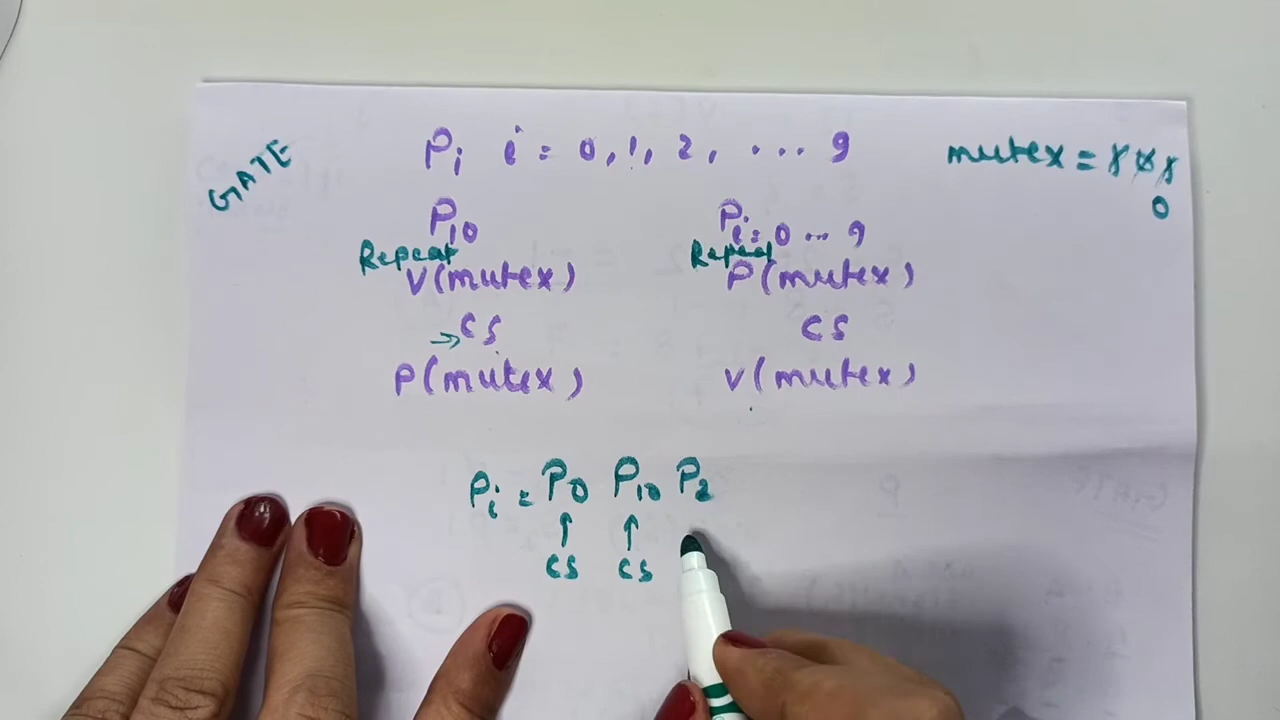 GATE
Pi i = 0, 1, 2, ... 9
mutex = 1 0 1
0
P10
Repeat
V(mutex)
CS
P(mutex)
Pi = 0 ... 9
Repeat
P(mutex)
CS
V(mutex)
Pi = P0 P10 P2
CS CS